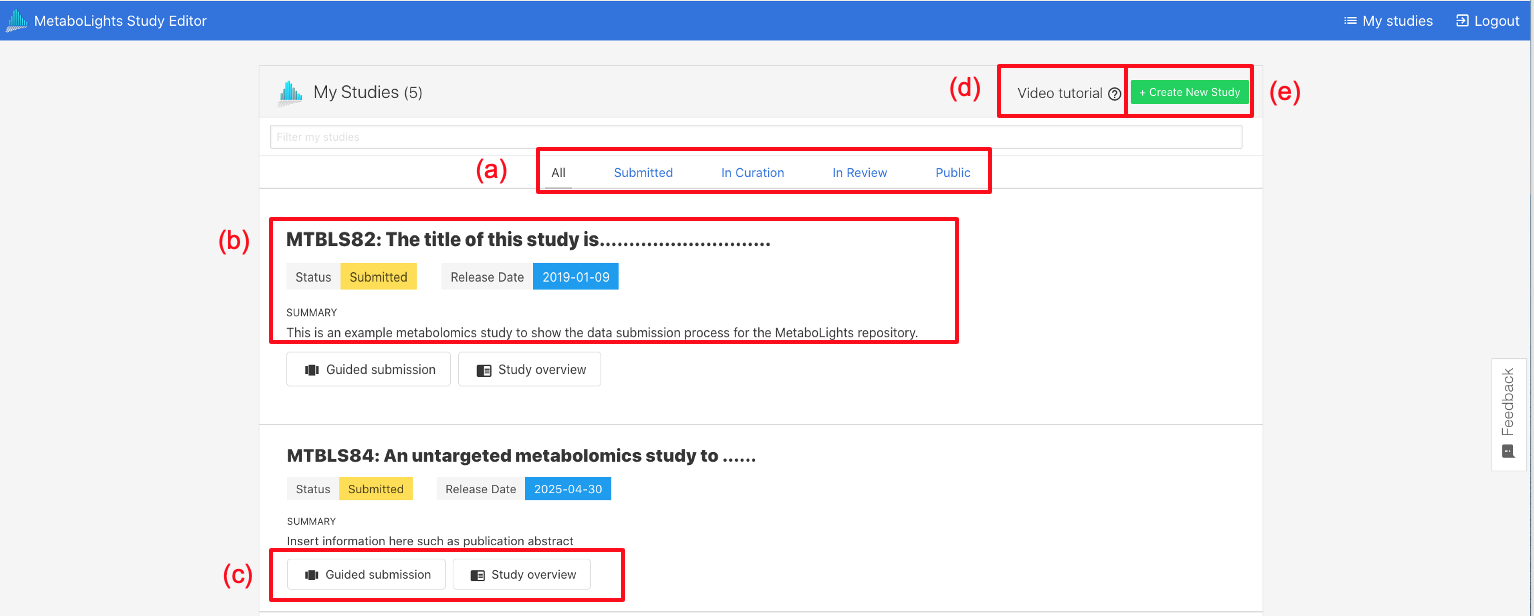 MetaboLights Study Editor My studies Logout
My Studies (5) (d) Video tutorial + Create New Study (e)
Filter my studies
(a) All Submitted In Curation In Review Public
(b) MTBLS82: The title of this study is.............................
Status Submitted Release Date 2019-01-09
SUMMARY
This is an example metabolomics study to show the data submission process for the MetaboLights repository.
Guided submission Study overview
Feedback
MTBLS84: An untargeted metabolomics study to ......
Status Submitted Release Date 2025-04-30
SUMMARY
Insert information here such as publication abstract
(c) Guided submission Study overview